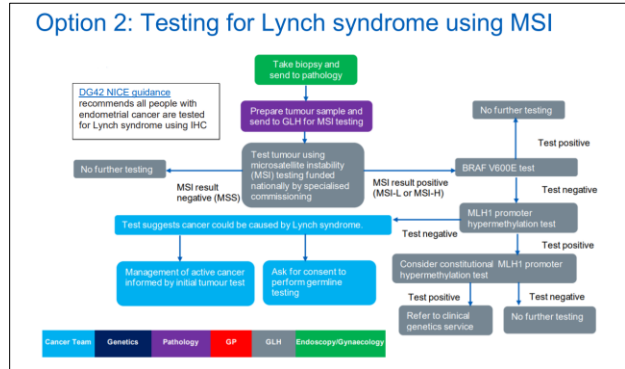 Option 2: Testing for Lynch syndrome using MSI
Take biopsy and
send to pathology
DG42 NICE guidance
recommends all people with
endometrial cancer are tested
for Lynch syndrome using IHC
Prepare tumour sample and
send to GLH for MSI testing
No further testing
Test positive
No further testing
Test tumour using
microsatellite instability
(MSI) testing funded
nationally by specialised
commissioning
BRAF V600E test
MSI result
negative (MSS)
MSI result positive
(MSI-L or MSI-H)
Test negative
Test suggests cancer could be caused by Lynch syndrome.
Test negative
MLH1 promoter
hypermethylation test
Test positive
Management of active cancer
informed by initial tumour test
Ask for consent to
perform germline
testing
Consider constitutional MLH1 promoter
hypermethylation test
Test positive
Test negative
Refer to clinical
genetics service
No further testing
Cancer Team
Genetics
Pathology
GP
GLH
Endoscopy/Gynaecology